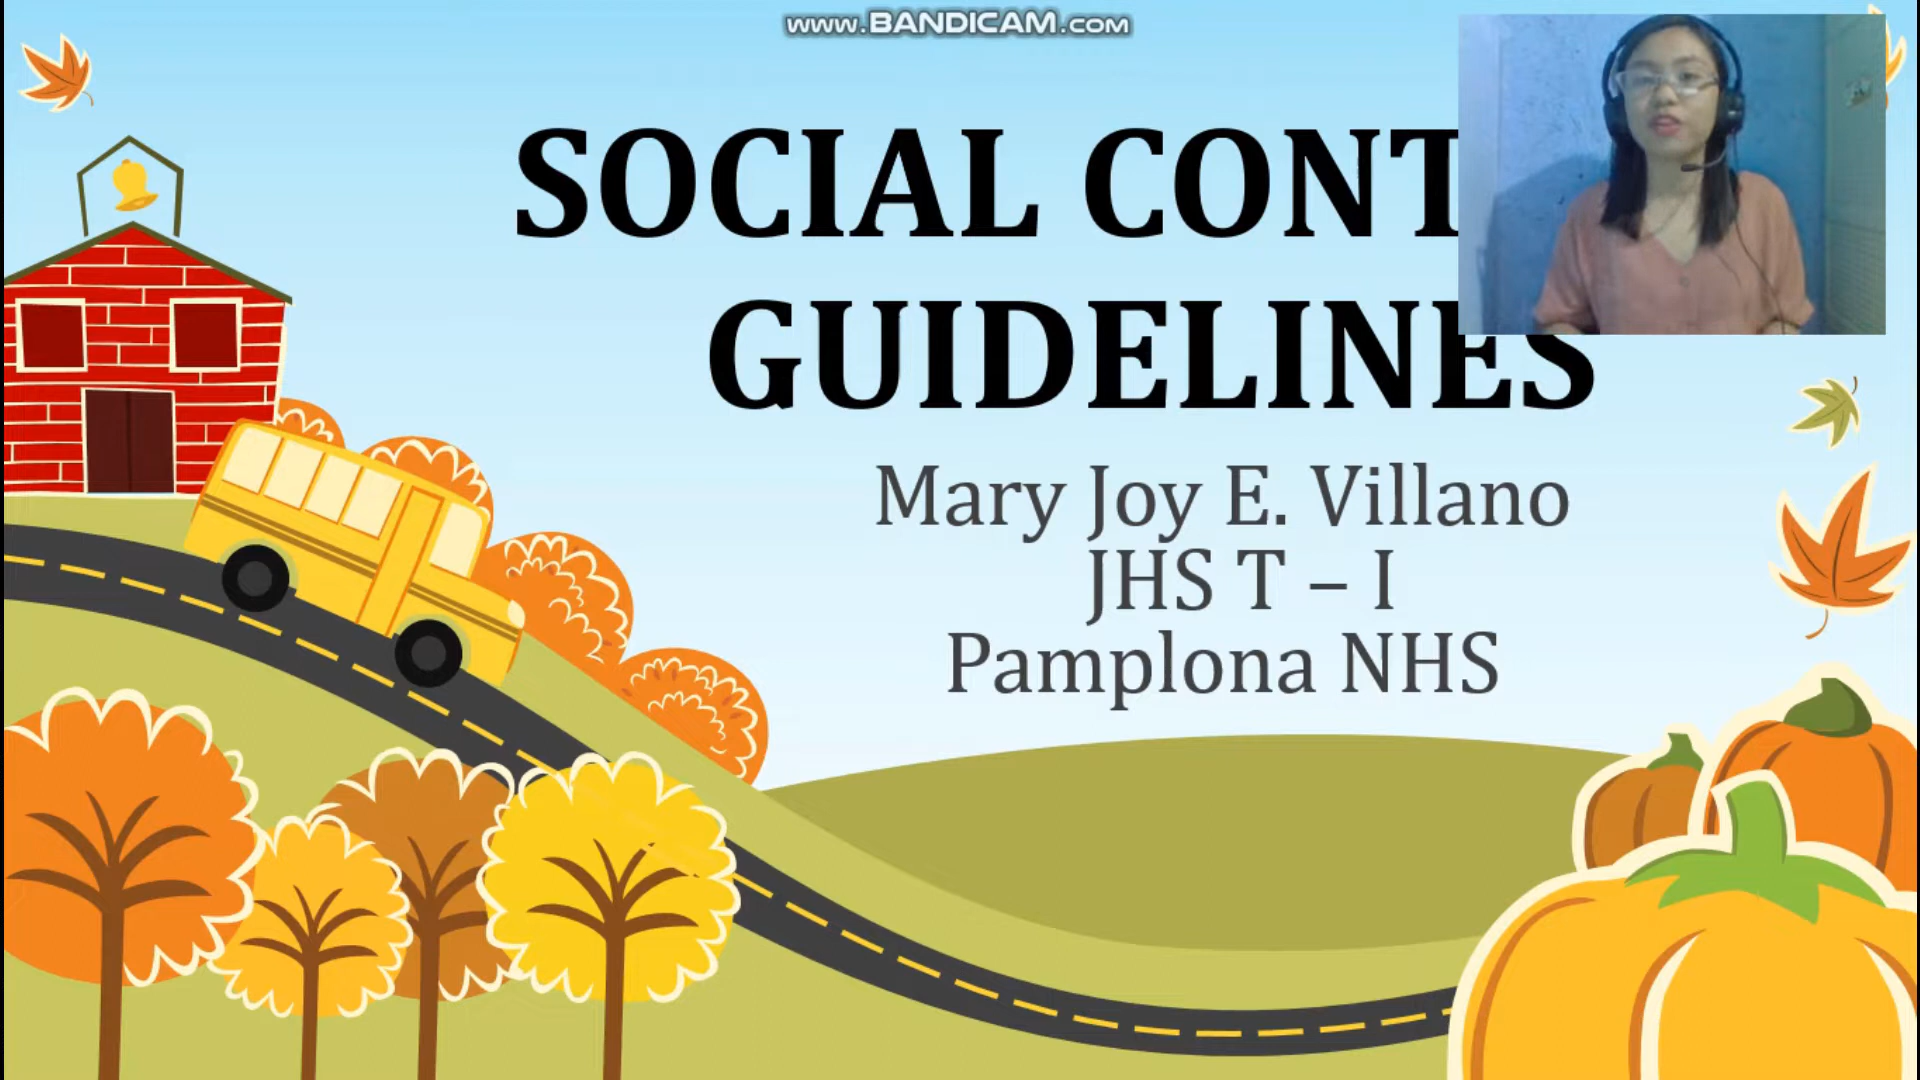 www.BANDICAM.com
SOCIAL CONT
GUIDELINES
Mary Joy E. Villano
JHS T – I
Pamplona NHS